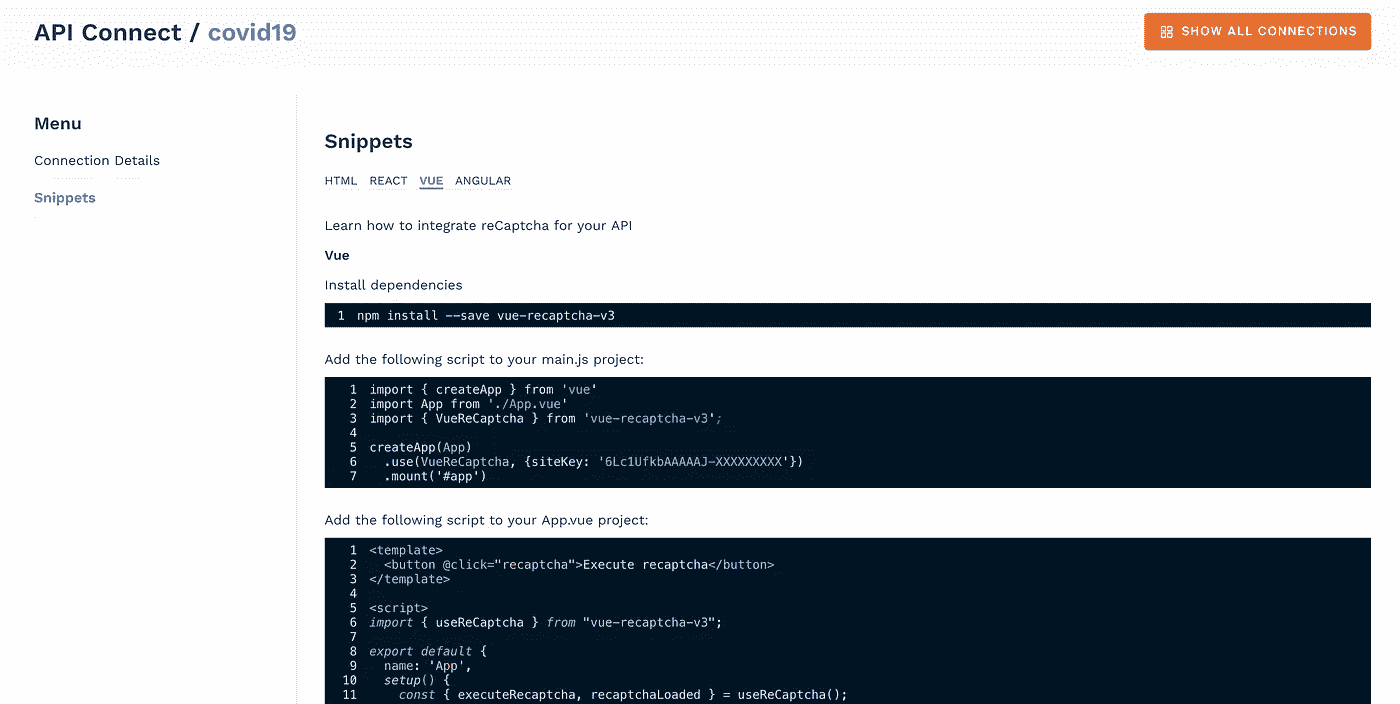 API Connect / covid19
SHOW ALL CONNECTIONS
Menu
Connection Details
Snippets
Snippets
HTML REACT VUE ANGULAR
Learn how to integrate reCaptcha for your API
Vue
Install dependencies
1 npm install --save vue-recaptcha-v3
Add the following script to your main.js project:
1 import { createApp } from 'vue'
2 import App from './App.vue'
3 import { VueReCaptcha } from 'vue-recaptcha-v3';
4
5 createApp(App)
6 .use(VueReCaptcha, {siteKey: '6Lc1UfkbAAAAAJ-XXXXXXXXX'})
7 .mount('#app')
Add the following script to your App.vue project:
1 <template>
2 <button @click="recaptcha">Execute recaptcha</button>
3 </template>
4
5 <script>
6 import { useReCaptcha } from "vue-recaptcha-v3";
7
8 export default {
9 name: 'App',
10 setup() {
11 const { executeRecaptcha, recaptchaLoaded } = useReCaptcha();